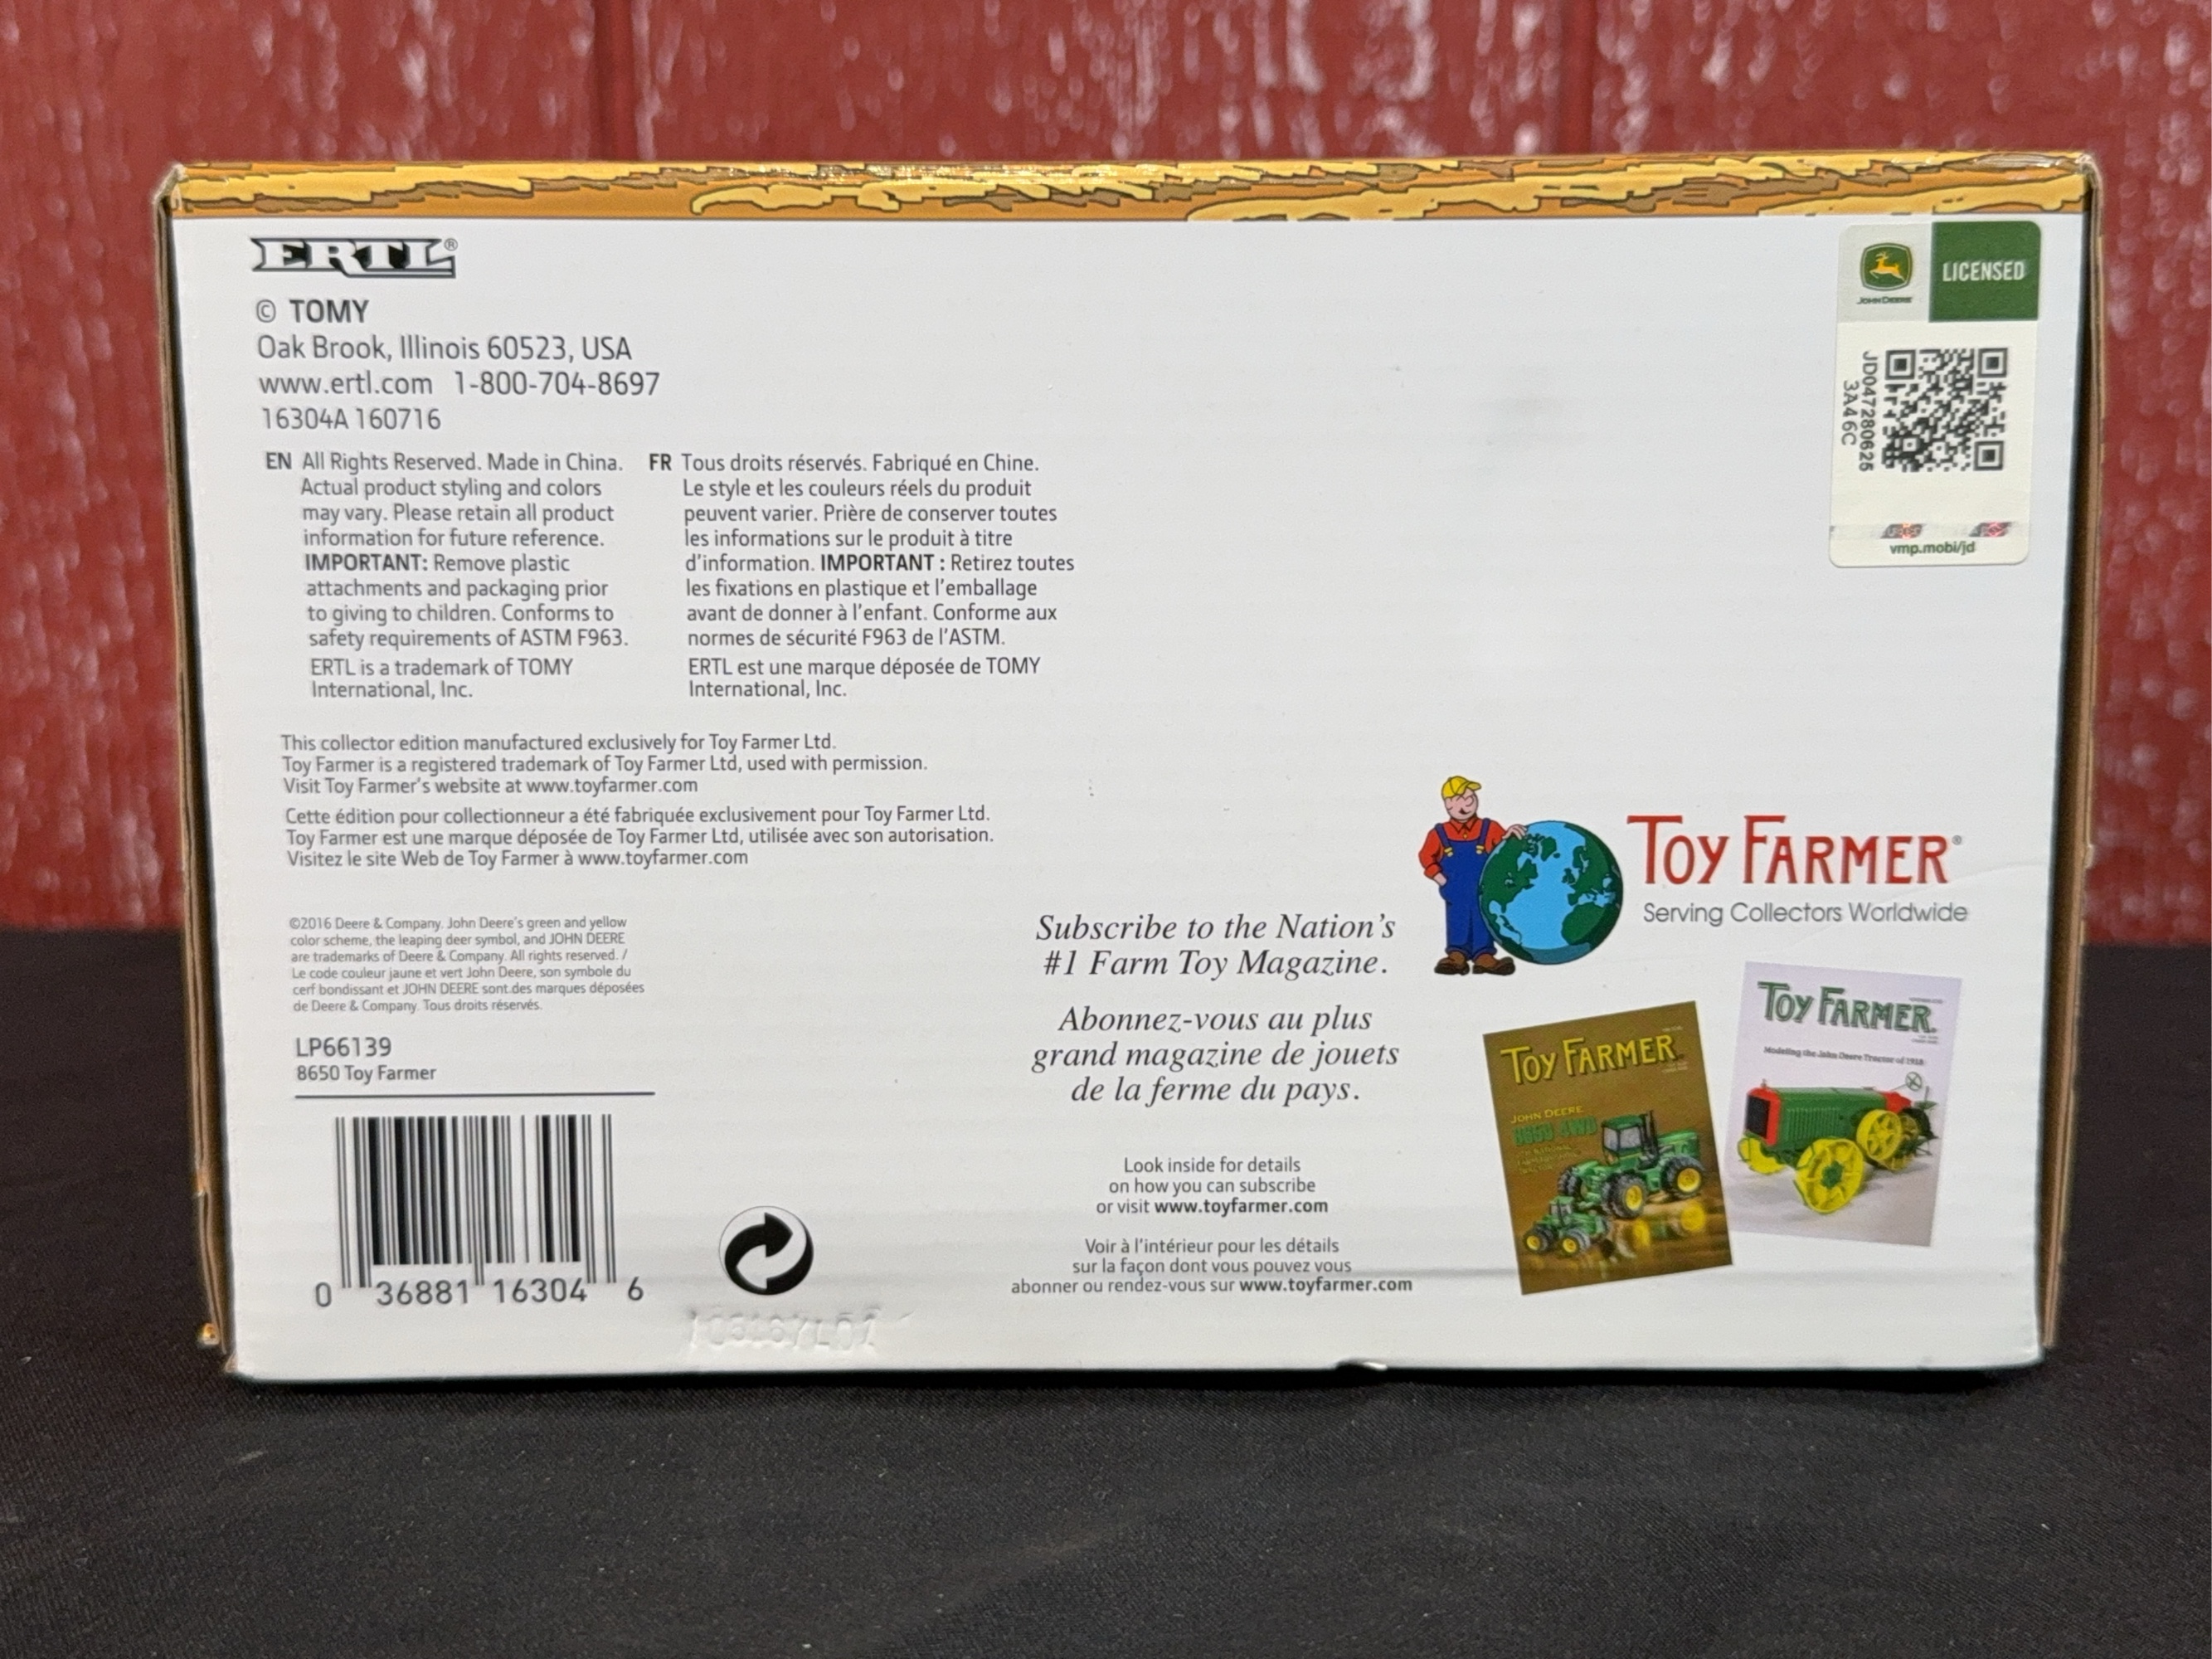 ERTL®
© TOMY
Oak Brook, Illinois 60523, USA
www.ertl.com 1-800-704-8697
16304A 160716
EN All Rights Reserved. Made in China.
Actual product styling and colors
may vary. Please retain all product
information for future reference.
IMPORTANT: Remove plastic
attachments and packaging prior
to giving to children. Conforms to
safety requirements of ASTM F963.
ERTL is a trademark of TOMY
International, Inc.
FR Tous droits réservés. Fabriqué en Chine.
Le style et les couleurs réels du produit
peuvent varier. Prière de conserver toutes
les informations sur le produit à titre
d'information. IMPORTANT : Retirez toutes
les fixations en plastique et l'emballage
avant de donner à l'enfant. Conforme aux
normes de sécurité F963 de l'ASTM.
ERTL est une marque déposée de TOMY
International, Inc.
This collector edition manufactured exclusively for Toy Farmer Ltd.
Toy Farmer is a registered trademark of Toy Farmer Ltd, used with permission.
Visit Toy Farmer's website at www.toyfarmer.com
Cette édition pour collectionneur a été fabriquée exclusivement pour Toy Farmer Ltd.
Toy Farmer est une marque déposée de Toy Farmer Ltd, utilisée avec son autorisation.
Visitez le site Web de Toy Farmer à www.toyfarmer.com
©2016 Deere & Company. John Deere's green and yellow
color scheme, the leaping deer symbol, and JOHN DEERE
are trademarks of Deere & Company. All rights reserved. /
Le code couleur jaune et vert John Deere, son symbole du
cerf bondissant et JOHN DEERE sont des marques déposées
de Deere & Company. Tous droits réservés.
LP66139
8650 Toy Farmer
0 36881 16304 6
JOHN DEERE
LICENSED
JD047280625
3A46C
vmp.mobi/jd
TOY FARMER®
Serving Collectors Worldwide
Subscribe to the Nation's
#1 Farm Toy Magazine.
Abonnez-vous au plus
grand magazine de jouets
de la ferme du pays.
Look inside for details
on how you can subscribe
or visit www.toyfarmer.com
Voir à l'intérieur pour les détails
sur la façon dont vous pouvez vous
abonner ou rendez-vous sur www.toyfarmer.com
TOY FARMER
JOHN DEERE
8650 4WD
TOY FARMER.
Modeling the John Deere Tractor of 1918